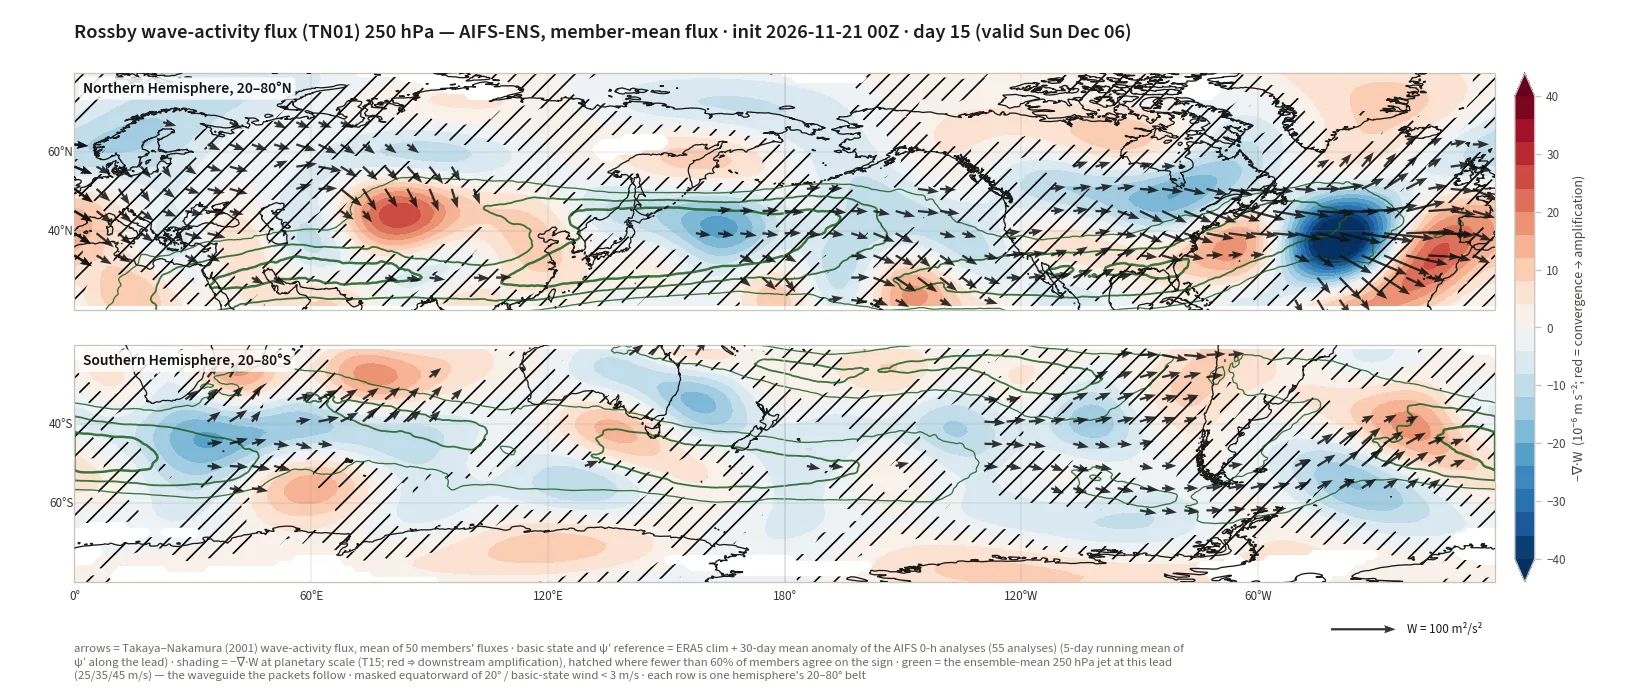 Rossby wave-activity flux (TN01) 250 hPa — AIFS-ENS, member-mean flux · init 2026-11-21 00Z · day 15 (valid Sun Dec 06)
Northern Hemisphere, 20–80°N
60°N
40°N
Southern Hemisphere, 20–80°S
40°S
60°S
0°
60°E
120°E
180°
120°W
60°W
40
30
20
10
0
−10
−20
−30
−40
−∇·W (10⁻⁶ m s⁻²; red = convergence → amplification)
W = 100 m²/s²
arrows = Takaya–Nakamura (2001) wave-activity flux, mean of 50 members' fluxes · basic state and ψ′ reference = ERA5 clim + 30-day mean anomaly of the AIFS 0-h analyses (55 analyses) (5-day running mean of
ψ′ along the lead) · shading = −∇·W at planetary scale (T15; red ⇒ downstream amplification), hatched where fewer than 60% of members agree on the sign · green = the ensemble-mean 250 hPa jet at this lead
(25/35/45 m/s) — the waveguide the packets follow · masked equatorward of 20° / basic-state wind < 3 m/s · each row is one hemisphere's 20–80° belt